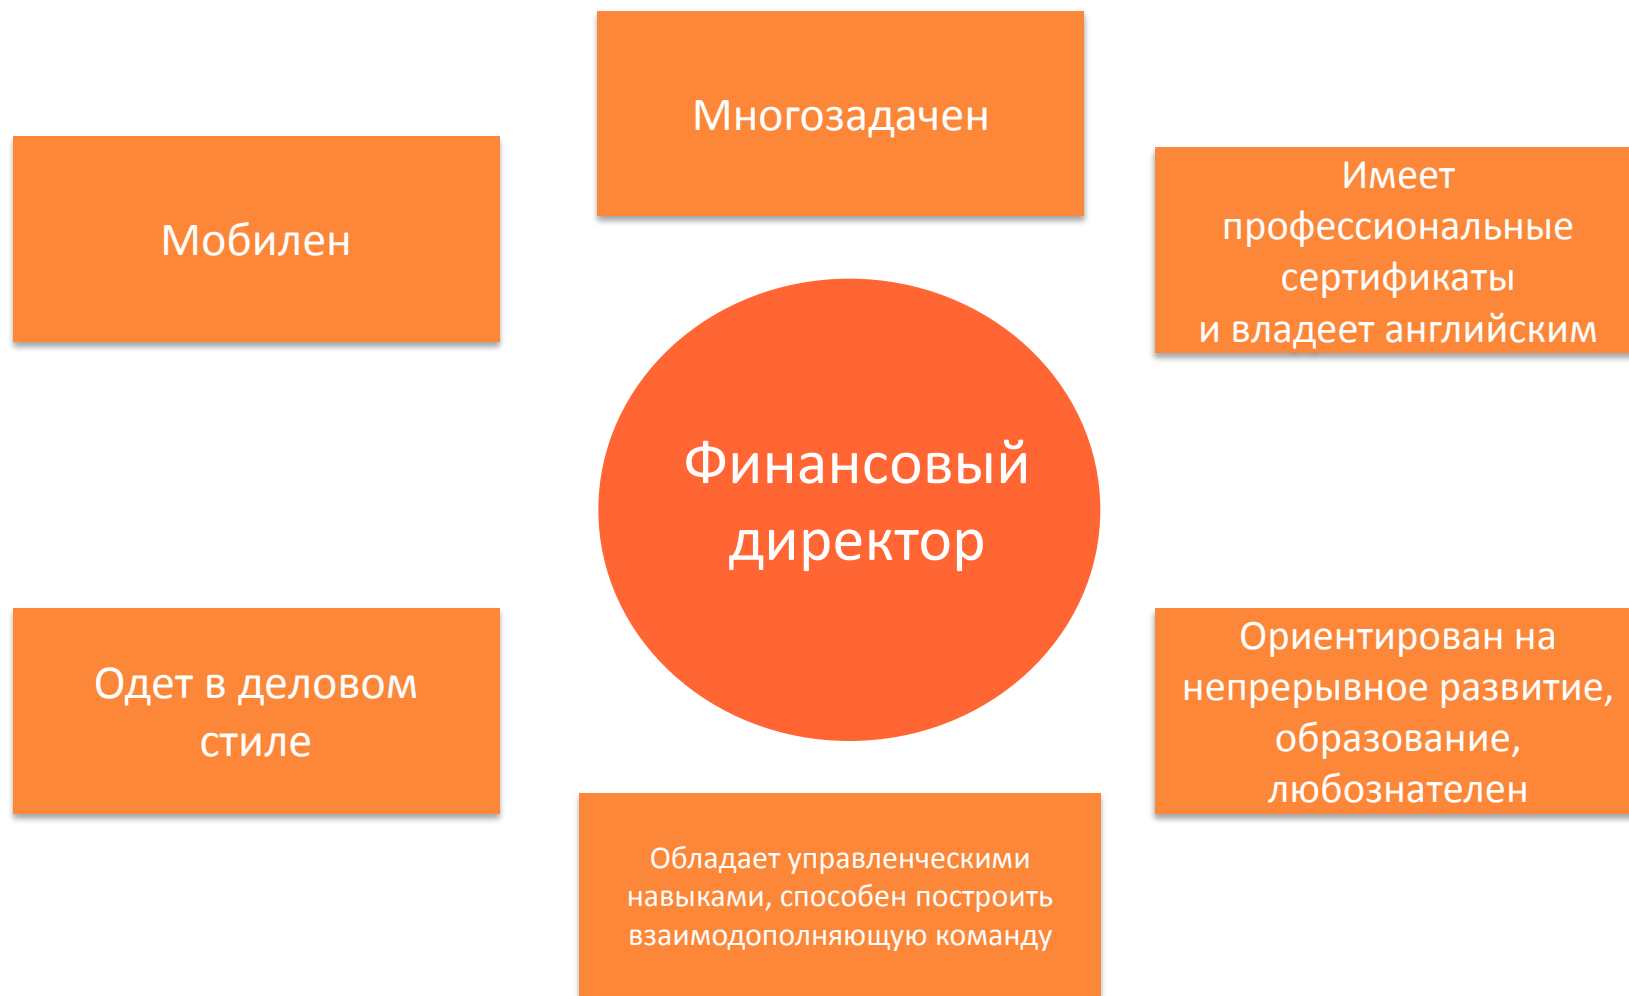 Многозадачен
Мобилен
Имеет
профессиональные
сертификаты
и владеет английским
Финансовый
директор
Одет в деловом
стиле
Ориентирован на
непрерывное развитие,
образование,
любознателен
Обладает управленческими
навыками, способен построить
взаимодополняющую команду